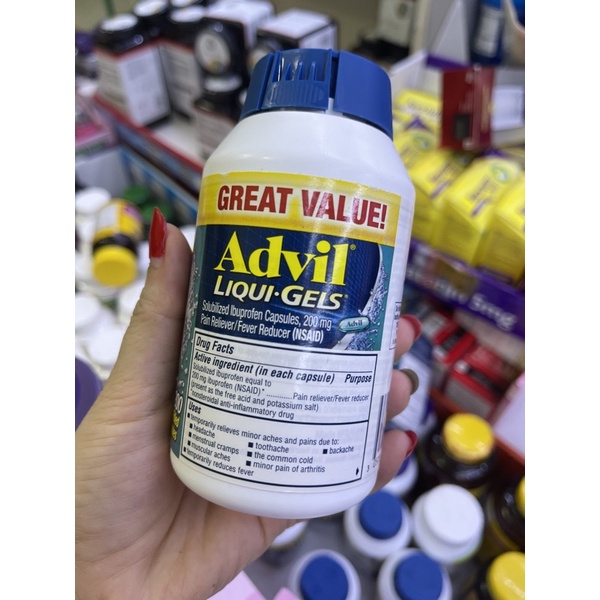 GREAT VALUE!
Advil®
LIQUI•GELS®
Solubilized Ibuprofen Capsules, 200 mg
Pain Reliever/Fever Reducer (NSAID)
Advil
Drug Facts
Active ingredient (in each capsule) Purpose
Solubilized ibuprofen equal to
200 mg ibuprofen (NSAID)*..............Pain reliever/Fever reducer
(present as the free acid and potassium salt)
*nonsteroidal anti-inflammatory drug
Uses
■ temporarily relieves minor aches and pains due to:
■ headache ■ toothache ■ backache
■ menstrual cramps ■ the common cold
■ muscular aches ■ minor pain of arthritis
■ temporarily reduces fever
5mg